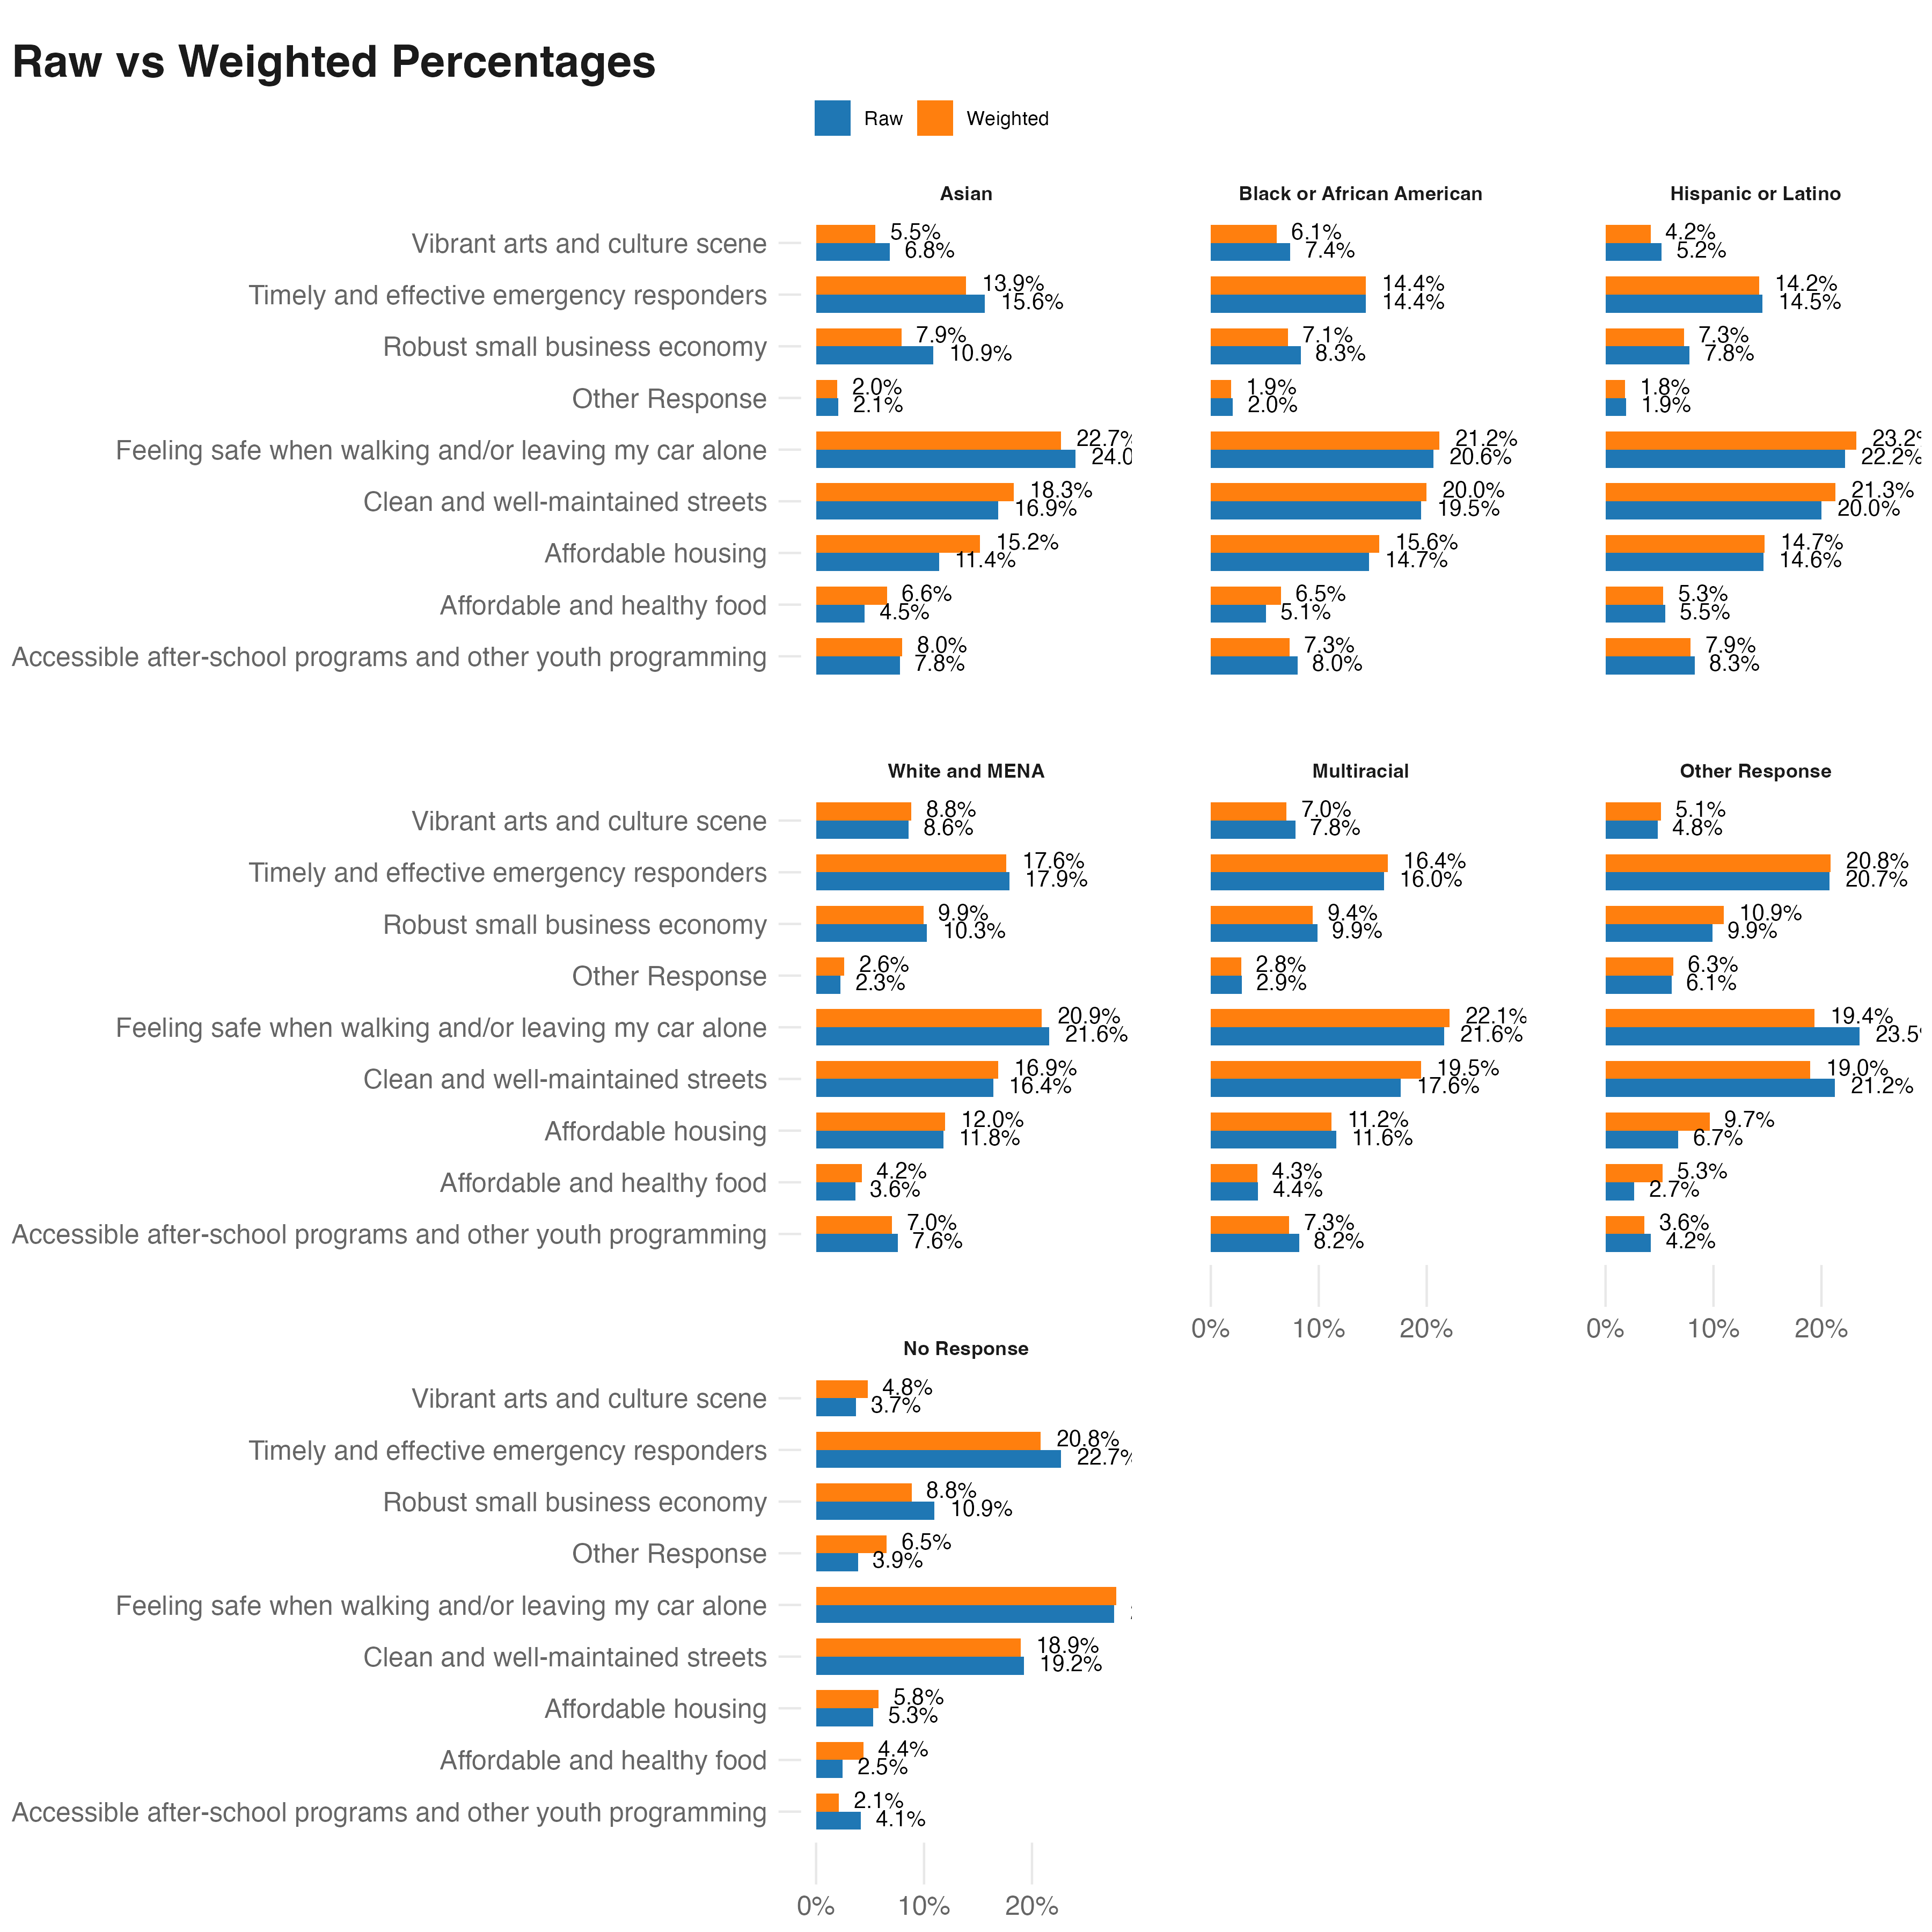 Raw vs Weighted Percentages
Raw Weighted
Asian Black or African American Hispanic or Latino
Vibrant arts and culture scene 5.5% 6.8% 6.1% 7.4% 4.2% 5.2%
Timely and effective emergency responders 13.9% 15.6% 14.4% 14.4% 14.2% 14.5%
Robust small business economy 7.9% 10.9% 7.1% 8.3% 7.3% 7.8%
Other Response 2.0% 2.1% 1.9% 2.0% 1.8% 1.9%
Feeling safe when walking and/or leaving my car alone 22.7% 24.0 21.2% 20.6% 23.2% 22.2%
Clean and well-maintained streets 18.3% 16.9% 20.0% 19.5% 21.3% 20.0%
Affordable housing 15.2% 11.4% 15.6% 14.7% 14.7% 14.6%
Affordable and healthy food 6.6% 4.5% 6.5% 5.1% 5.3% 5.5%
Accessible after-school programs and other youth programming 8.0% 7.8% 7.3% 8.0% 7.9% 8.3%
White and MENA Multiracial Other Response
Vibrant arts and culture scene 8.8% 8.6% 7.0% 7.8% 5.1% 4.8%
Timely and effective emergency responders 17.6% 17.9% 16.4% 16.0% 20.8% 20.7%
Robust small business economy 9.9% 10.3% 9.4% 9.9% 10.9% 9.9%
Other Response 2.6% 2.3% 2.8% 2.9% 6.3% 6.1%
Feeling safe when walking and/or leaving my car alone 20.9% 21.6% 22.1% 21.6% 19.4% 23.5
Clean and well-maintained streets 16.9% 16.4% 19.5% 17.6% 19.0% 21.2%
Affordable housing 12.0% 11.8% 11.2% 11.6% 9.7% 6.7%
Affordable and healthy food 4.2% 3.6% 4.3% 4.4% 5.3% 2.7%
Accessible after-school programs and other youth programming 7.0% 7.6% 7.3% 8.2% 3.6% 4.2%
0% 10% 20% 0% 10% 20%
No Response
Vibrant arts and culture scene 4.8% 3.7%
Timely and effective emergency responders 20.8% 22.7%
Robust small business economy 8.8% 10.9%
Other Response 6.5% 3.9%
Feeling safe when walking and/or leaving my car alone
Clean and well-maintained streets 18.9% 19.2%
Affordable housing 5.8% 5.3%
Affordable and healthy food 4.4% 2.5%
Accessible after-school programs and other youth programming 2.1% 4.1%
0% 10% 20%